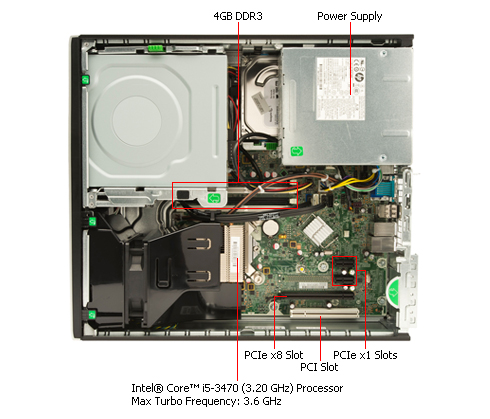 4GB DDR3
Power Supply
PCIe x8 Slot
PCIe x1 Slots
PCI Slot
Intel® Core™ i5-3470 (3.20 GHz) Processor
Max Turbo Frequency: 3.6 GHz